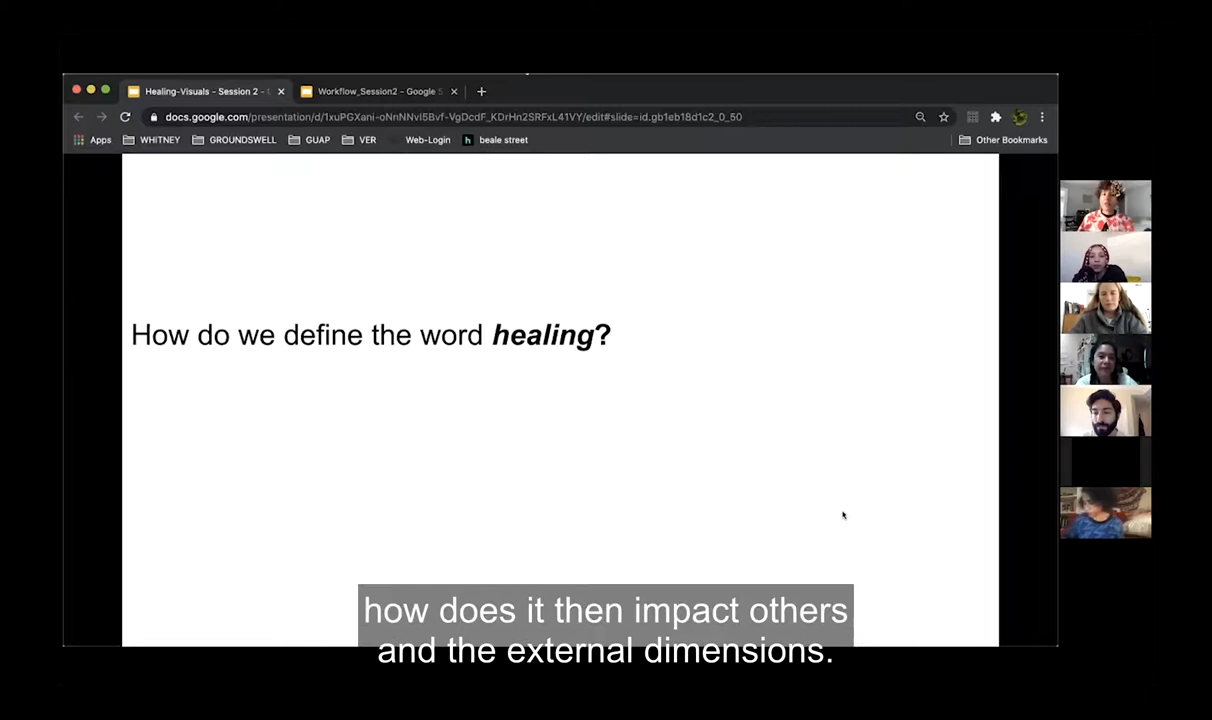 Healing-Visuals - Session 2 -
Workflow_Session2 - Google S
docs.google.com/presentation/d/1xuPGXani-oNnNNvI5Bvf-VgDcdF_KDrHn2SRFxL41VY/edit#slide=id.gb1eb18d1c2_0_50
Apps WHITNEY GROUNDSWELL GUAP VER Web-Login h beale street Other Bookmarks
How do we define the word healing?
how does it then impact others
and the external dimensions.